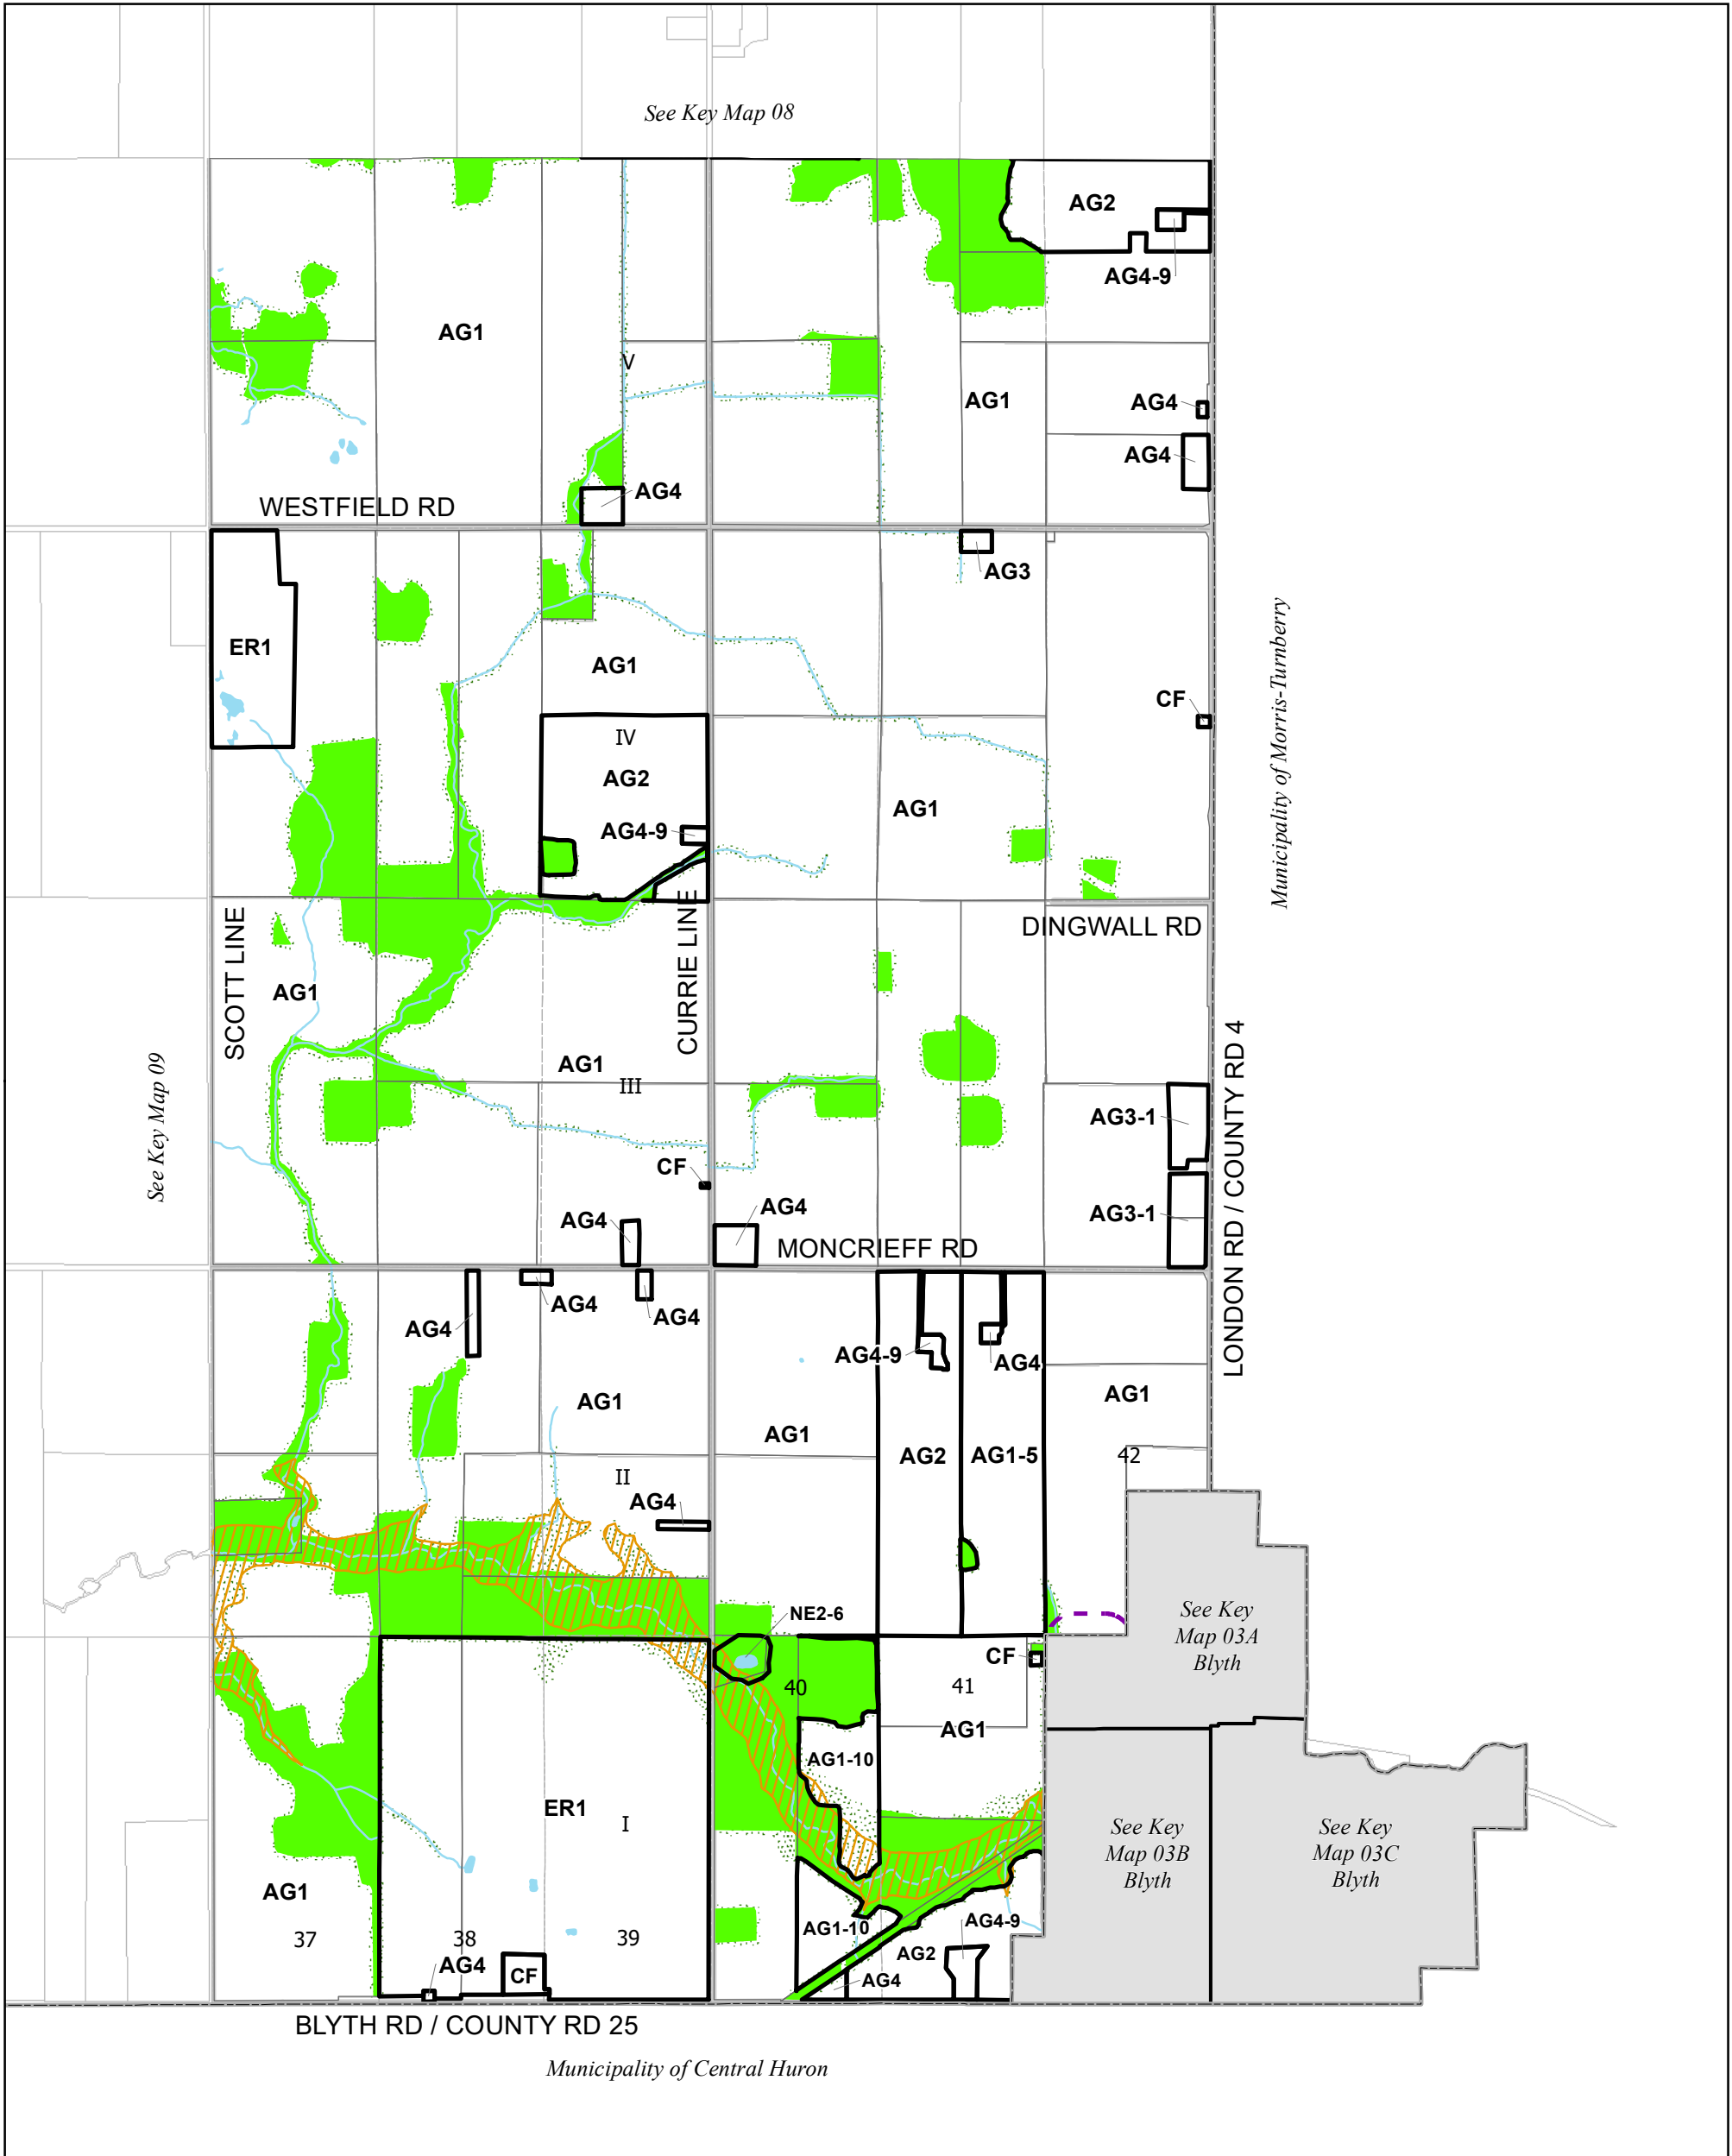 See Key Map 08
AG2
AG4-9
AG1
V
AG1
AG4
AG4
AG4
WESTFIELD RD
AG3
ER1
AG1
CF
Municipality of Morris-Turnberry
IV
AG2
AG1
AG4-9
SCOTT LINE
CURRIE LINE
DINGWALL RD
AG1
See Key Map 09
AG1
III
LONDON RD / COUNTY RD 4
AG3-1
CF
AG4
AG4
AG3-1
MONCRIEFF RD
AG4
AG4
AG4
AG4-9
AG4
AG1
AG1
AG1
AG2
AG1-5
42
II
AG4
NE2-6
See Key
Map 03A
Blyth
CF
40
41
AG1
AG1-10
ER1
I
See Key
Map 03B
Blyth
See Key
Map 03C
Blyth
AG1
37
38
39
AG1-10
AG4-9
AG2
AG4
CF
AG4
BLYTH RD / COUNTY RD 25
Municipality of Central Huron